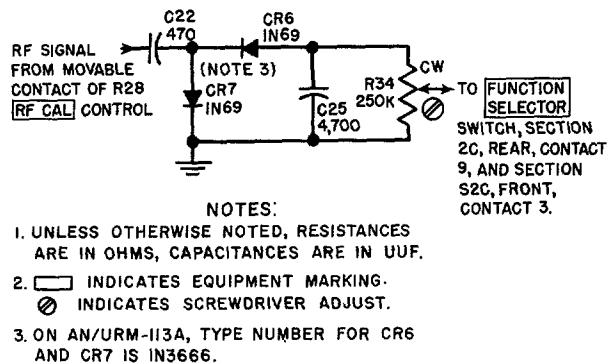 C22
470
CR6
IN69
RF SIGNAL
FROM MOVABLE
CONTACT OF R28
RF CAL CONTROL
(NOTE 3)
CR7
IN69
C25
4,700
R34
250K
CW
TO FUNCTION
SELECTOR
SWITCH, SECTION
2C, REAR, CONTACT
9, AND SECTION
S2C, FRONT,
CONTACT 3.
NOTES:
1. UNLESS OTHERWISE NOTED, RESISTANCES
ARE IN OHMS, CAPACITANCES ARE IN UUF.
2. INDICATES EQUIPMENT MARKING.
INDICATES SCREWDRIVER ADJUST.
3. ON AN/URM-113A, TYPE NUMBER FOR CR6
AND CR7 IS IN3666.